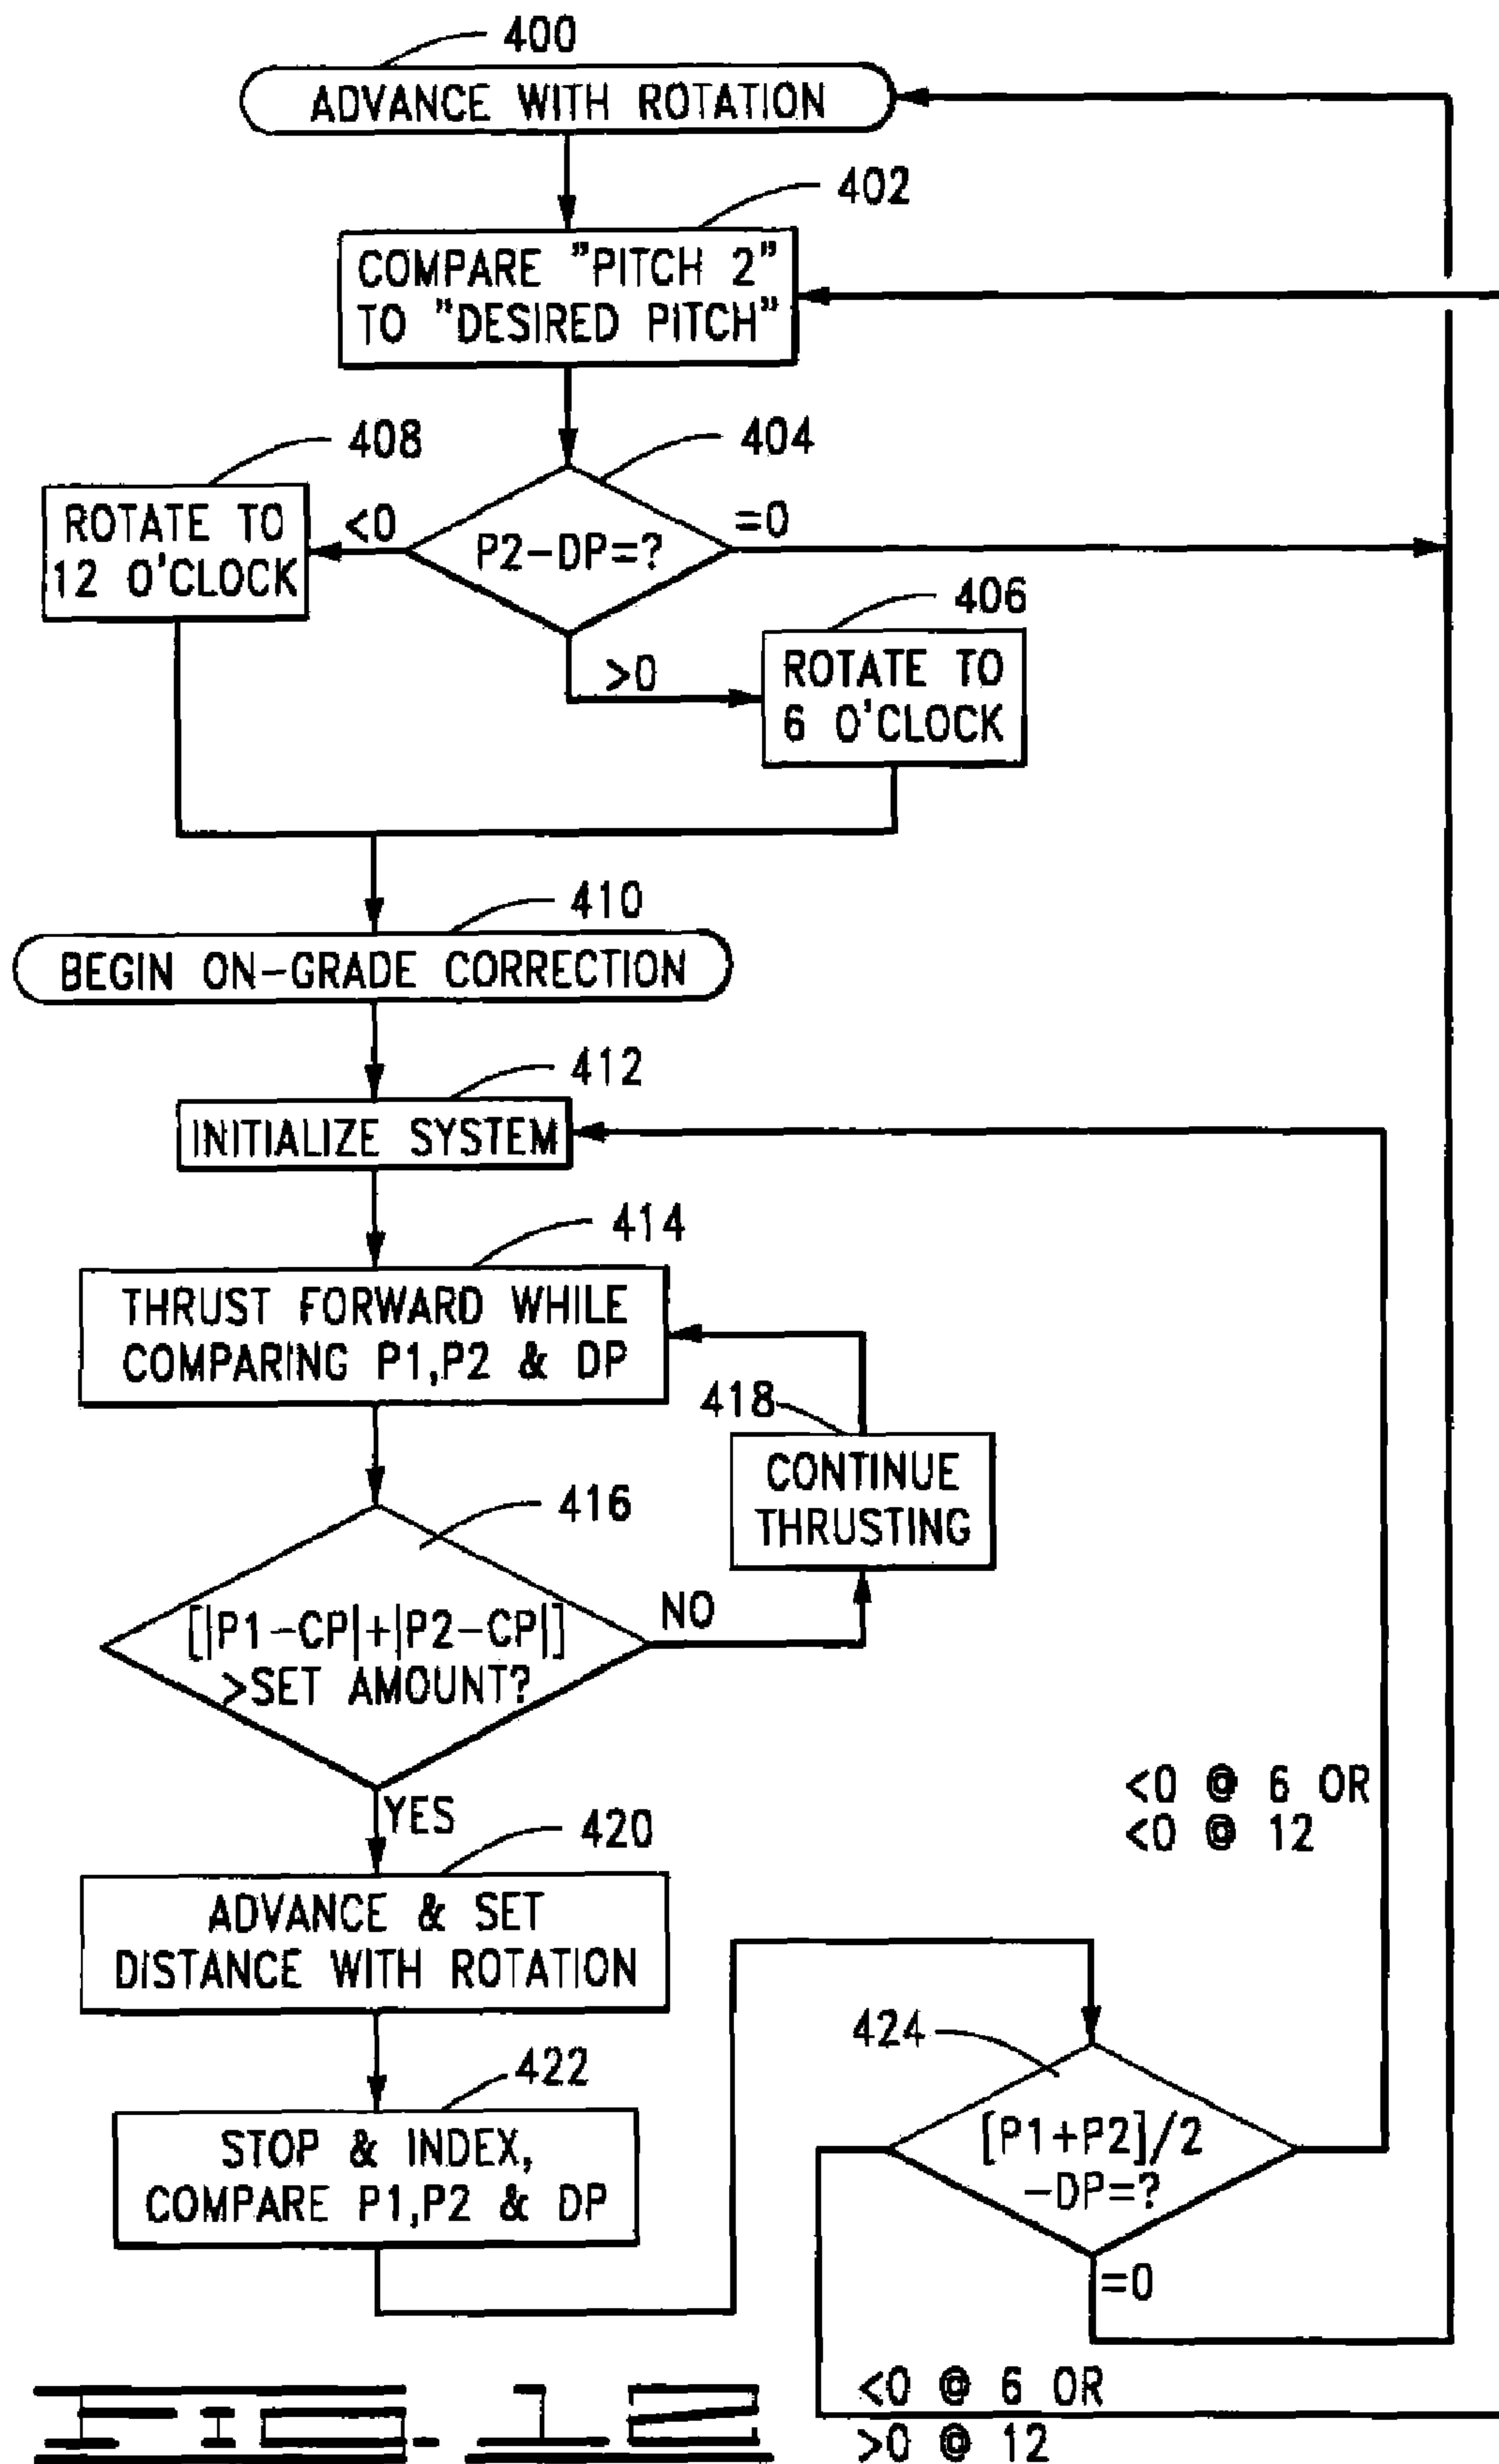 400
ADVANCE WITH ROTATION
402
COMPARE "PITCH 2"
TO "DESIRED PITCH"
404
408
ROTATE TO
12 O'CLOCK
<0
P2-DP=?
=0
406
>0
ROTATE TO
6 O'CLOCK
410
BEGIN ON-GRADE CORRECTION
412
INITIALIZE SYSTEM
414
THRUST FORWARD WHILE
COMPARING P1,P2 & DP
418
CONTINUE
THRUSTING
416
[|P1-CP|+|P2-CP|]
>SET AMOUNT?
NO
YES
<0 @ 6 OR
<0 @ 12
420
ADVANCE & SET
DISTANCE WITH ROTATION
422
STOP & INDEX,
COMPARE P1,P2 & DP
424
[P1+P2]/2
-DP=?
=0
<0 @ 6 OR
>0 @ 12